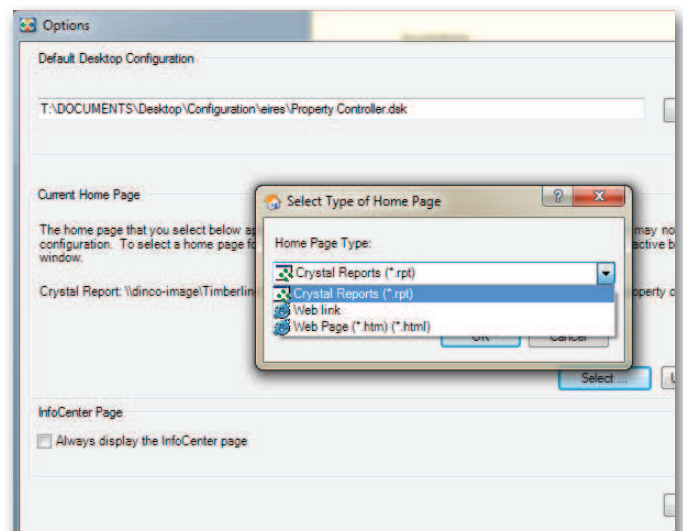 Options
Default Desktop Configuration
T:\DOCUMENTS\Desktop\Configuration\eires\Property Controller.dsk
Current Home Page
The home page that you select below ap
may no
configuration. To select a home page fo
active b
window.
Crystal Report: \\dinco-image\Timberlin
operty o
Select Type of Home Page
Home Page Type:
Crystal Reports (*.rpt)
Crystal Reports (*.rpt)
Web link
Web Page (*.htm) (*.html)
OK
Cancel
Select ...
U
InfoCenter Page
Always display the InfoCenter page